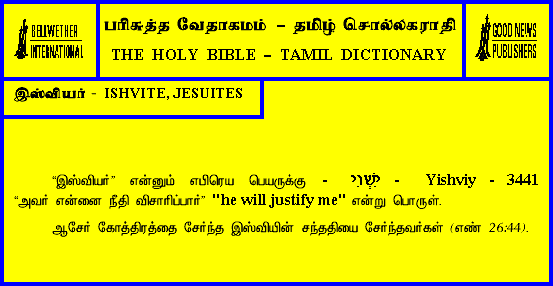 BELLWETHER
INTERNATIONAL
பரிசுத்த வேதாகமம் – தமிழ் சொல்லகராதி
THE HOLY BIBLE – TAMIL DICTIONARY
GOOD NEWS
PUBLISHERS
இஸ்வியர் - ISHVITE, JESUITES
“இஸ்வியர்” என்னும் எபிரெய பெயருக்கு - יִשְׁוִי - Yishviy - 3441
“அவர் என்னை நீதி விசாரிப்பார்” "he will justify me" என்று பொருள்.
ஆசேர் கோத்திரத்தை சேர்ந்த இஸ்வியின் சந்ததியை சேர்ந்தவர்கள் (எண் 26:44).